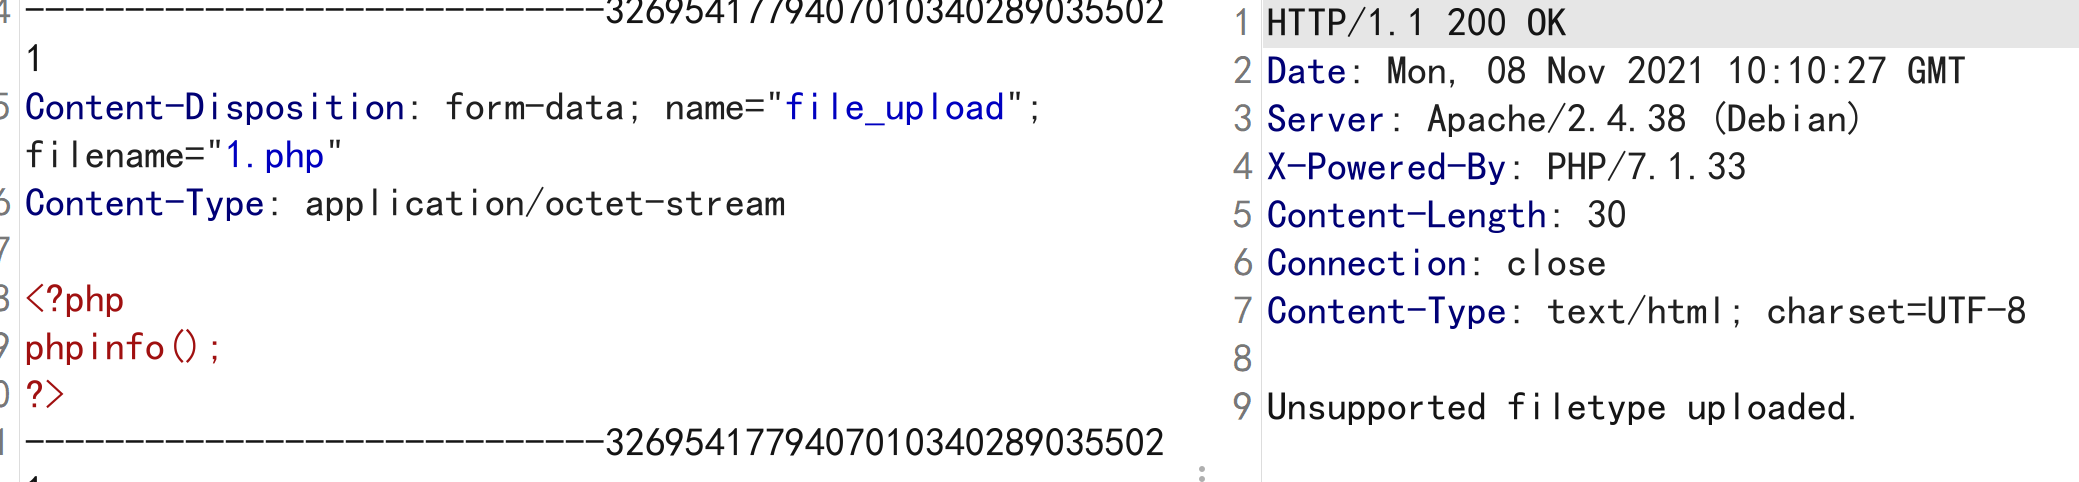 4 -----------------------------3269541779407010340289035502
1
5 Content-Disposition: form-data; name="file_upload";
filename="1.php"
6 Content-Type: application/octet-stream
7
8 <?php
9 phpinfo();
0 ?>
1 -----------------------------3269541779407010340289035502
1 HTTP/1.1 200 OK
2 Date: Mon, 08 Nov 2021 10:10:27 GMT
3 Server: Apache/2.4.38 (Debian)
4 X-Powered-By: PHP/7.1.33
5 Content-Length: 30
6 Connection: close
7 Content-Type: text/html; charset=UTF-8
8
9 Unsupported filetype uploaded.